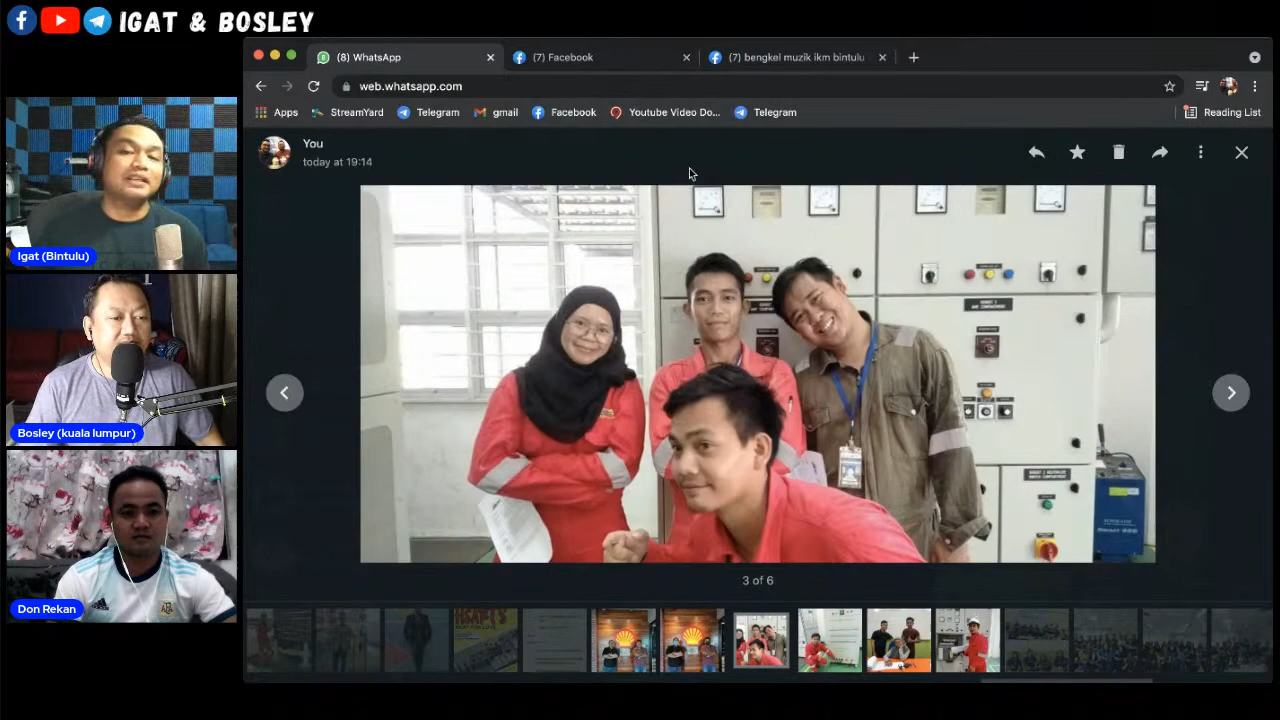 IGAT & BOSLEY
(8) WhatsApp
(7) Facebook
(7) bengkel muzik ikm bintulu
web.whatsapp.com
Apps
StreamYard
Telegram
gmail
Facebook
Youtube Video Do...
Telegram
Reading List
You
today at 19:14
Igat (Bintulu)
Bosley (kuala lumpur)
Don Rekan
3 of 6